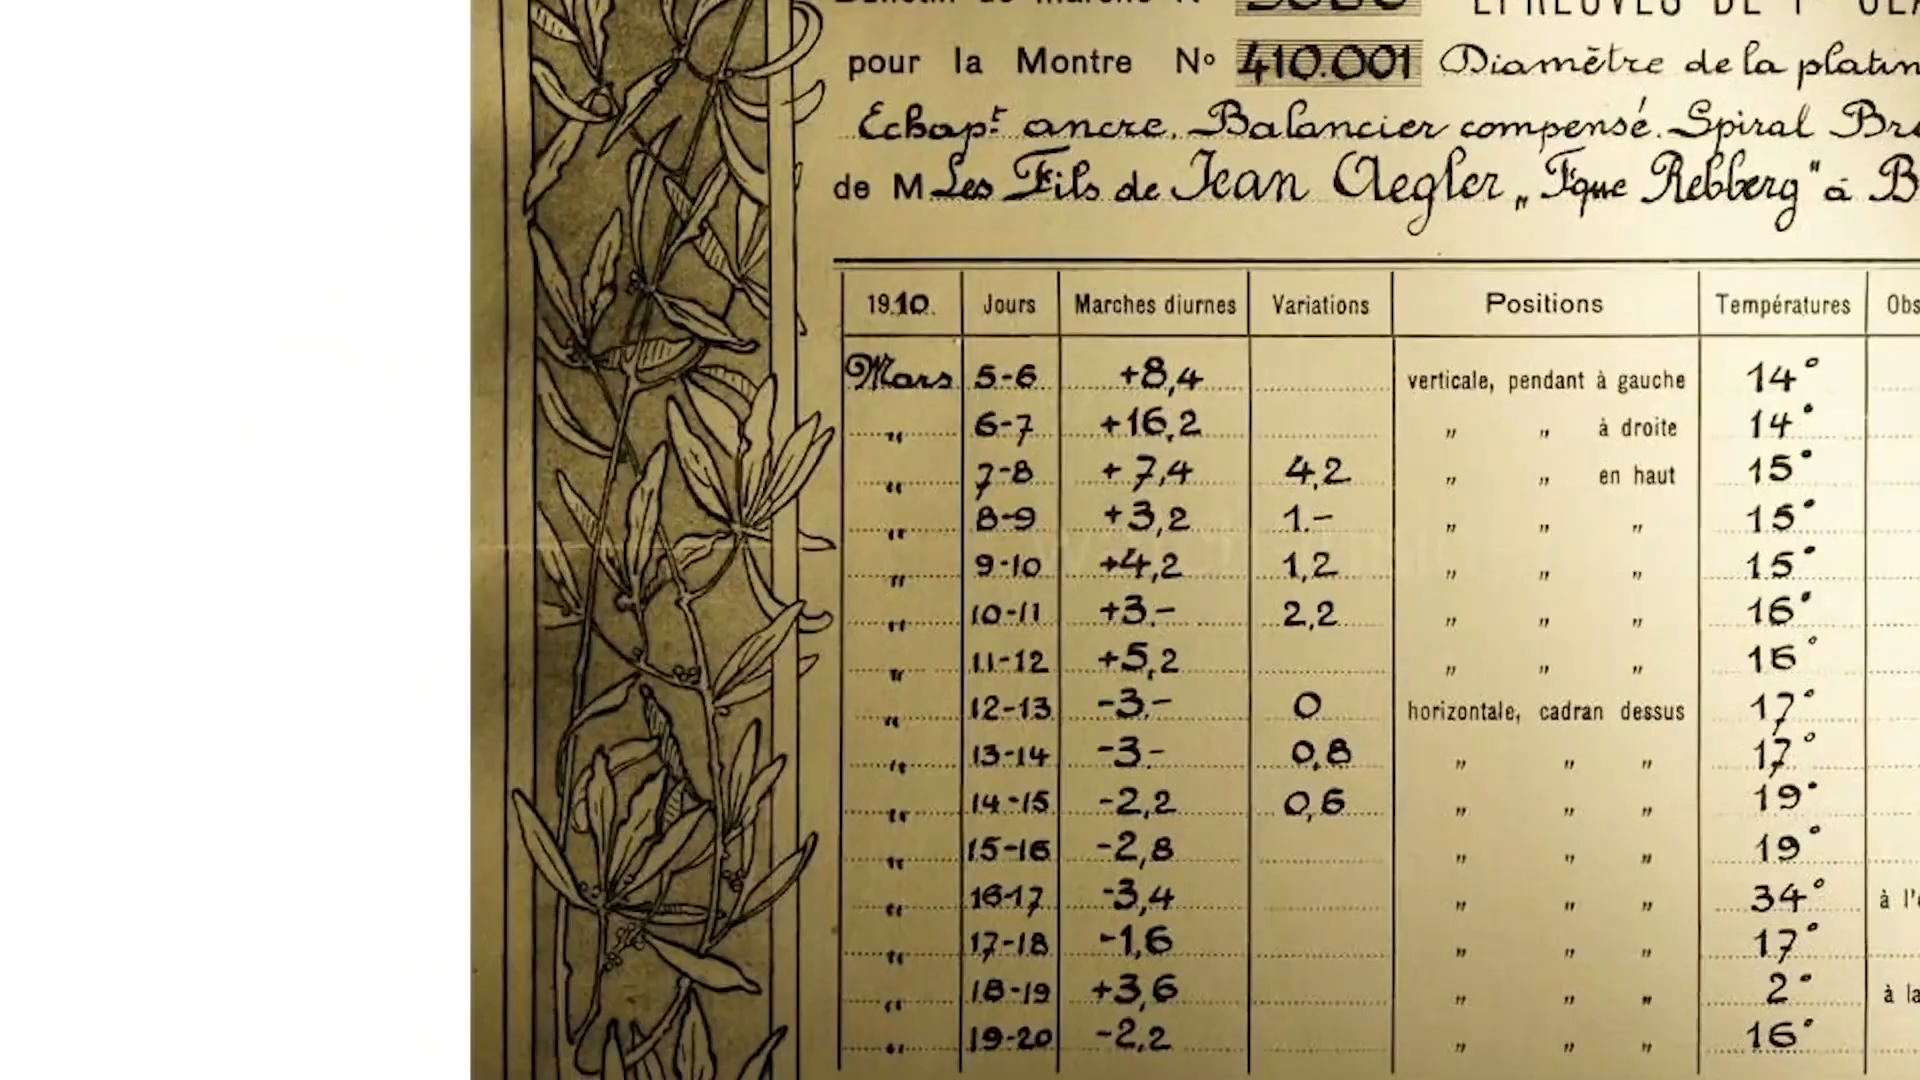 pour la Montre Nº 410.001 Diamètre de la platin
Echapt ancre. Balancier compensé. Spiral Bre
de M Les Fils de Jean Aegler „Fque Rebberg“ à B
1910. Jours Marches diurnes Variations Positions Températures Obs
Mars 5-6 +8,4 verticale, pendant à gauche 14°
" 6-7 +16,2 " " à droite 14°
" 7-8 +7,4 4,2 " " en haut 15°
" 8-9 +3,2 1.- " " " 15°
" 9-10 +4,2 1,2 " " " 15°
" 10-11 +3.- 2,2 " " " 16°
" 11-12 +5,2 " " " 16°
" 12-13 -3.- 0 horizontale, cadran dessus 17°
" 13-14 -3- 0,8 " " " 17°
" 14-15 -2,2 0,6 " " " 19°
" 15-16 -2,8 " " " 19°
" 16-17 -3,4 " " " 34° à l'
" 17-18 -1,6 " " " 17°
" 18-19 +3,6 " " " 2° à la
" 19-20 -2,2 " " " 16°